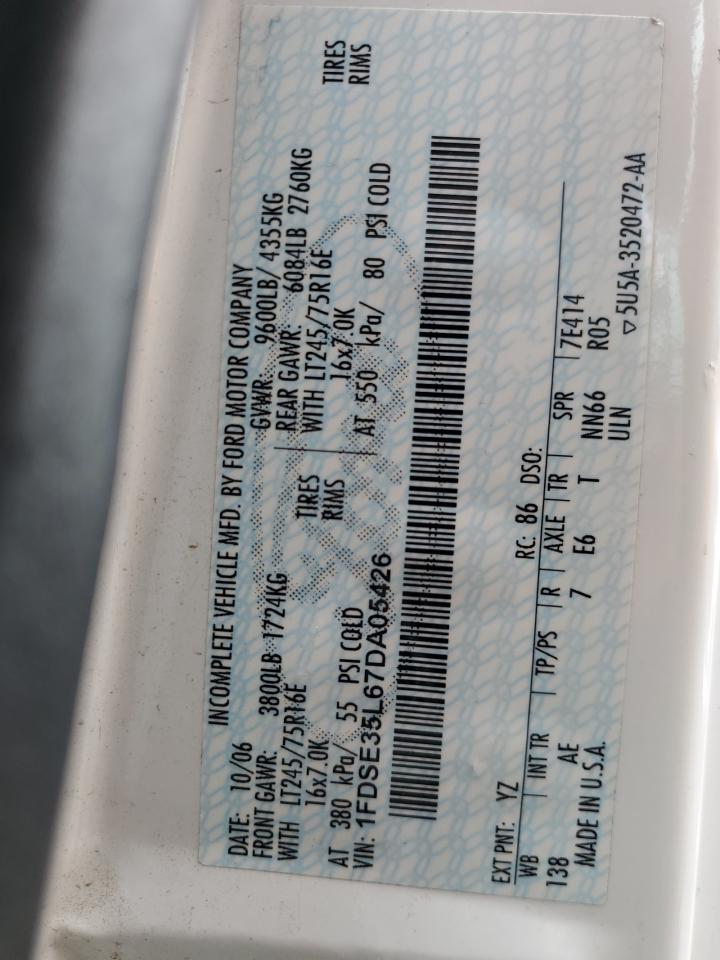 INCOMPLETE VEHICLE MFD. BY FORD MOTOR COMPANY
DATE: 10/06 GVWR: 9600LB/ 4355KG
FRONT GAWR: 3800LB 1724KG REAR GAWR: 6084LB 2760KG
WITH LT245/75R16E TIRES WITH LT245/75R16E TIRES
16x7.0K RIMS 16x7.0K RIMS
AT 380 kPa/ 55 PSI COLD AT 550 kPa/ 80 PSI COLD
VIN: 1FDSE35L67DA05426
EXT PNT: YZ RC: 86 DSO:
WB | INT TR | TP/PS | R | AXLE | TR | SPR | 7E414
138 AE 7 E6 T NN66 R05
MADE IN U.S.A. ULN
▽5U5A-3520472-AA